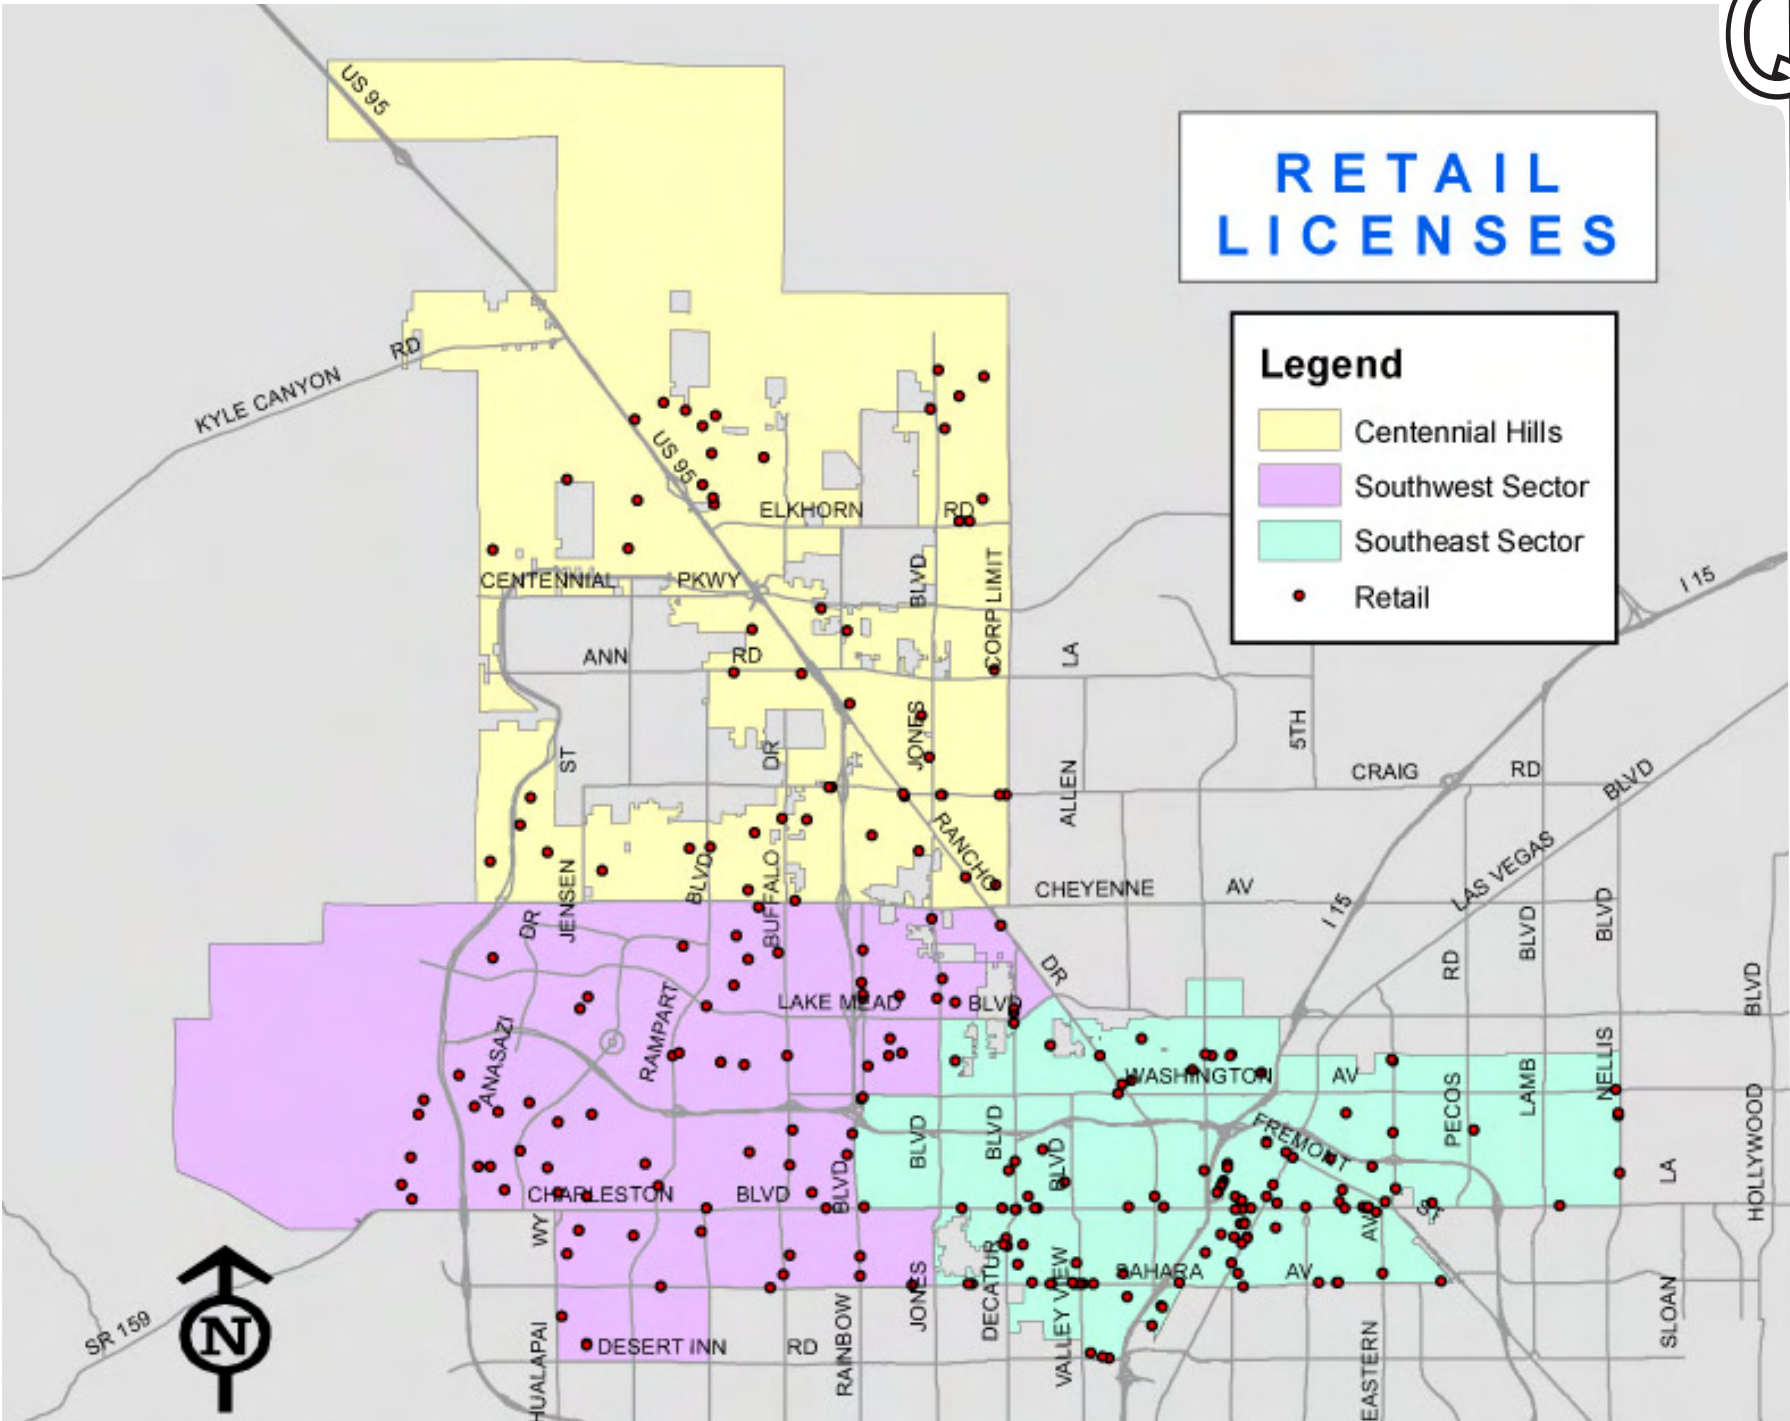 Q
US 95
RETAIL
LICENSES
Legend
Centennial Hills
Southwest Sector
Southeast Sector
Retail
KYLE CANYON RD
US 95
ELKHORN RD
CENTENNIAL PKWY
BLVD
CORP LIMIT
I 15
ANN RD
LA
JONES
5TH
ST
DR
ALLEN
CRAIG RD
BLVD
RANCHO
LAS VEGAS
JENSEN
BLVD
BUFFALO
CHEYENNE AV
I 15
DR
BLVD
BLVD
RD
DR
BLVD
LAKE MEAD BLVD
RAMPART
ANASAZI
WASHINGTON AV
PECOS
LAMB
NELLIS
HOLLYWOOD
FREMONT
BLVD
BLVD
BLVD
BLVD
LA
CHARLESTON BLVD
ST
WY
AV
SAHARA AV
JONES
DECATUR
VALLEY VIEW
SLOAN
SR 159
N
DESERT INN RD
HUALAPAI
RAINBOW
EASTERN